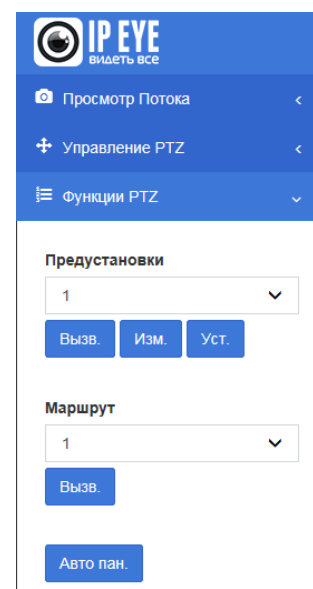 IP EYE
видеть все
Просмотр Потока
Управление PTZ
Функции PTZ
Предустановки
1
Вызв. Изм. Уст.
Маршрут
1
Вызв.
Авто пан.